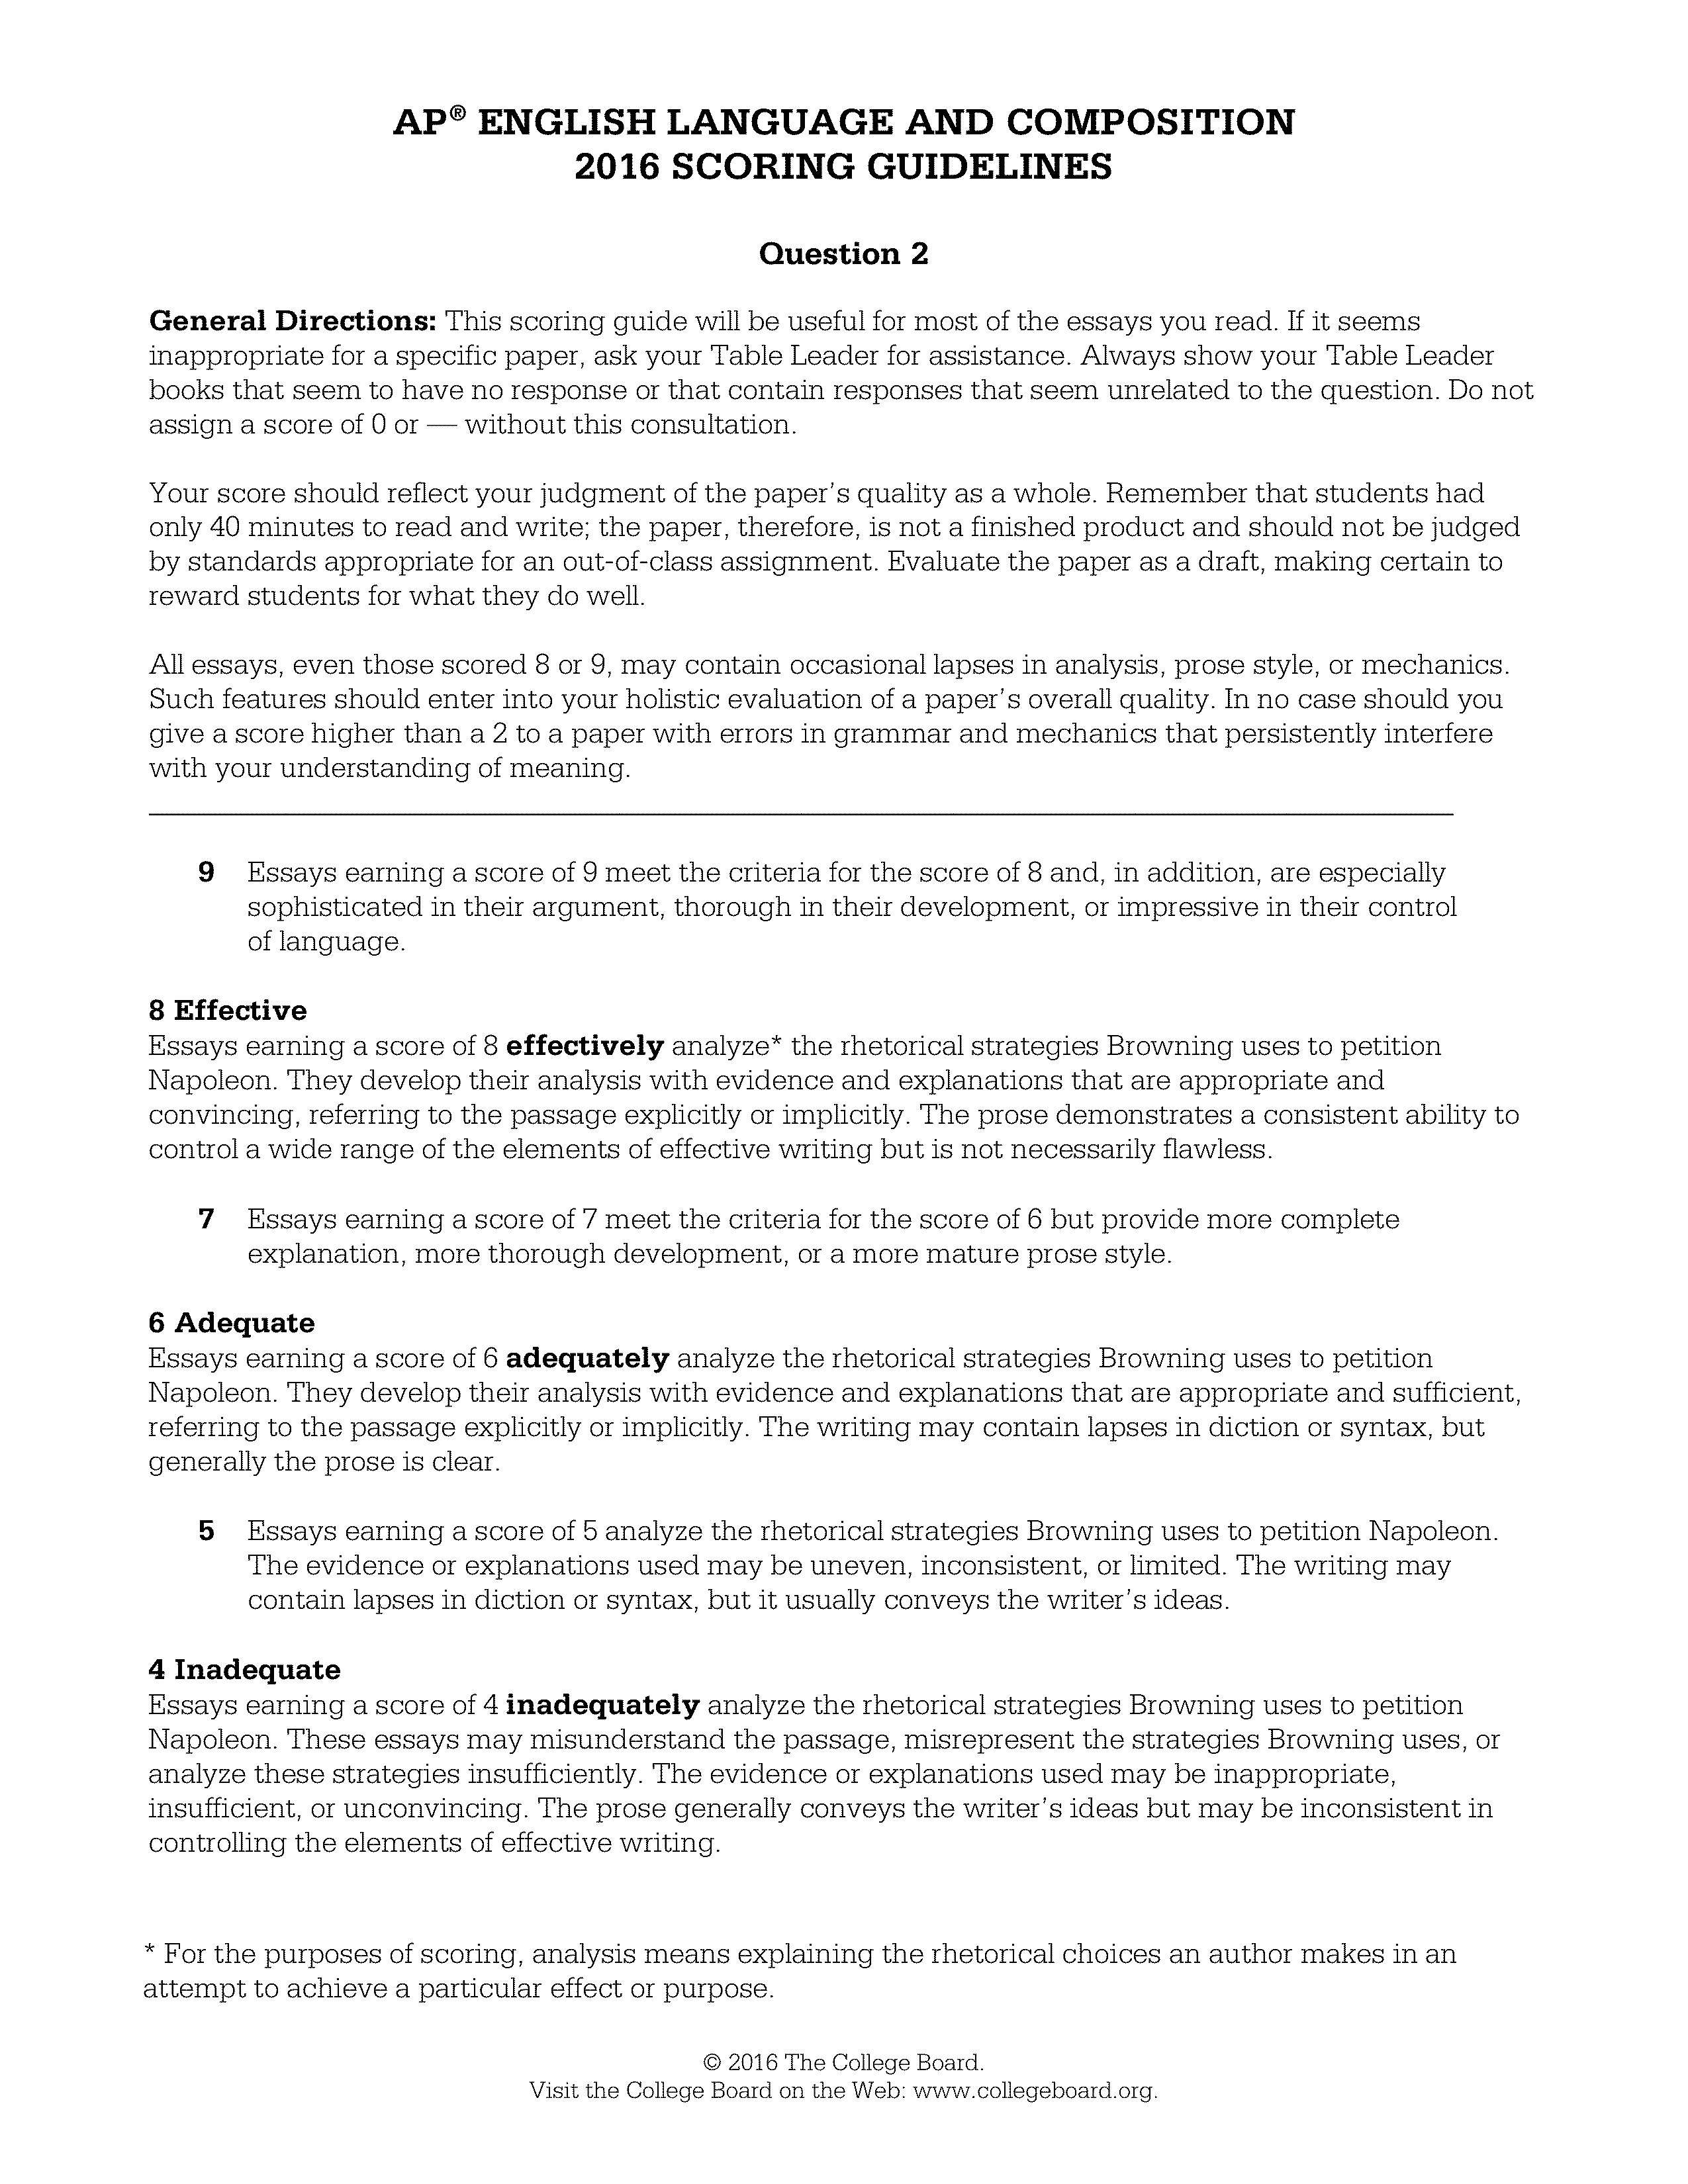 AP® ENGLISH LANGUAGE AND COMPOSITION
2016 SCORING GUIDELINES
Question 2
General Directions: This scoring guide will be useful for most of the essays you read. If it seems
inappropriate for a specific paper, ask your Table Leader for assistance. Always show your Table Leader
books that seem to have no response or that contain responses that seem unrelated to the question. Do not
assign a score of 0 or — without this consultation.
Your score should reflect your judgment of the paper's quality as a whole. Remember that students had
only 40 minutes to read and write; the paper, therefore, is not a finished product and should not be judged
by standards appropriate for an out-of-class assignment. Evaluate the paper as a draft, making certain to
reward students for what they do well.
All essays, even those scored 8 or 9, may contain occasional lapses in analysis, prose style, or mechanics.
Such features should enter into your holistic evaluation of a paper's overall quality. In no case should you
give a score higher than a 2 to a paper with errors in grammar and mechanics that persistently interfere
with your understanding of meaning.
9 Essays earning a score of 9 meet the criteria for the score of 8 and, in addition, are especially
sophisticated in their argument, thorough in their development, or impressive in their control
of language.
8 Effective
Essays earning a score of 8 effectively analyze* the rhetorical strategies Browning uses to petition
Napoleon. They develop their analysis with evidence and explanations that are appropriate and
convincing, referring to the passage explicitly or implicitly. The prose demonstrates a consistent ability to
control a wide range of the elements of effective writing but is not necessarily flawless.
7 Essays earning a score of 7 meet the criteria for the score of 6 but provide more complete
explanation, more thorough development, or a more mature prose style.
6 Adequate
Essays earning a score of 6 adequately analyze the rhetorical strategies Browning uses to petition
Napoleon. They develop their analysis with evidence and explanations that are appropriate and sufficient,
referring to the passage explicitly or implicitly. The writing may contain lapses in diction or syntax, but
generally the prose is clear.
5 Essays earning a score of 5 analyze the rhetorical strategies Browning uses to petition Napoleon.
The evidence or explanations used may be uneven, inconsistent, or limited. The writing may
contain lapses in diction or syntax, but it usually conveys the writer's ideas.
4 Inadequate
Essays earning a score of 4 inadequately analyze the rhetorical strategies Browning uses to petition
Napoleon. These essays may misunderstand the passage, misrepresent the strategies Browning uses, or
analyze these strategies insufficiently. The evidence or explanations used may be inappropriate,
insufficient, or unconvincing. The prose generally conveys the writer's ideas but may be inconsistent in
controlling the elements of effective writing.
* For the purposes of scoring, analysis means explaining the rhetorical choices an author makes in an
attempt to achieve a particular effect or purpose.
© 2016 The College Board.
Visit the College Board on the Web: www.collegeboard.org.